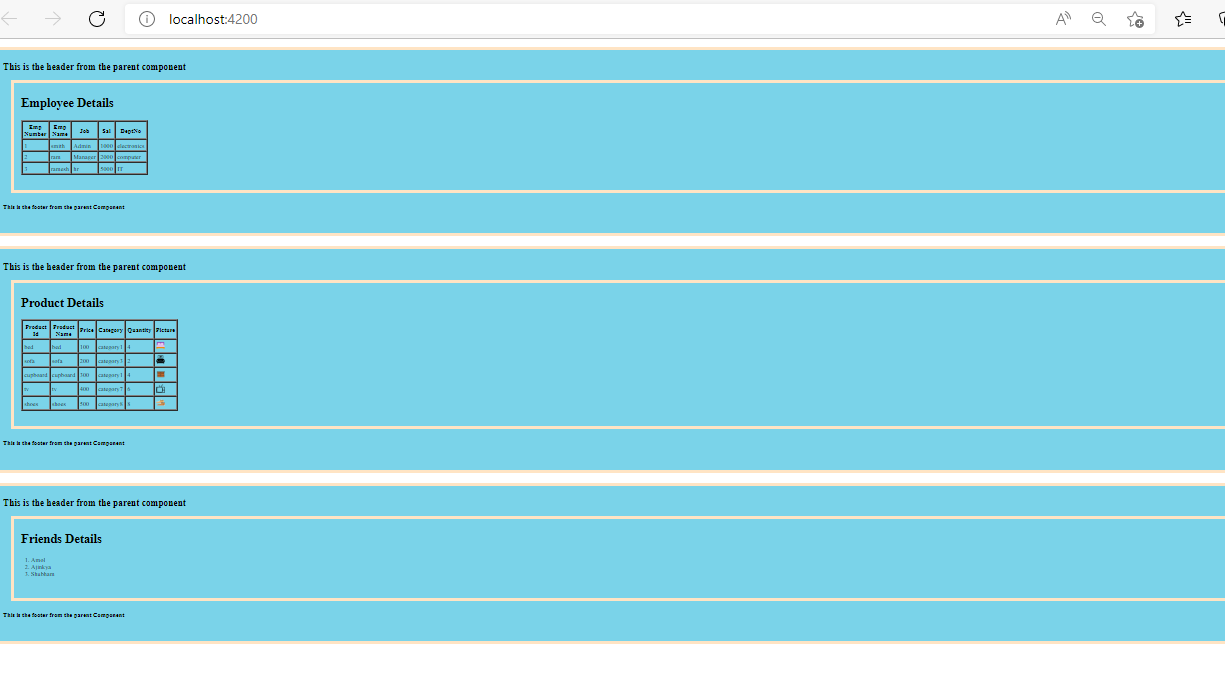 localhost:4200
This is the header from the parent component
Employee Details
Emp Number Emp Name Job Sal DeptNo
1 smith Admin 1000 electronics
2 ram Manager 2000 computer
3 ramesh hr 5000 IT
This is the footer from the parent Component
This is the header from the parent component
Product Details
Product Id Product Name Price Category Quantity Picture
bed bed 100 category1 4
sofa sofa 200 category3 2
cupboard cupboard 300 category1 4
tv tv 400 category7 6
shoes shoes 500 category8 8
This is the footer from the parent Component
This is the header from the parent component
Friends Details
1. Amol
2. Ajinkya
3. Shubham
This is the footer from the parent Component